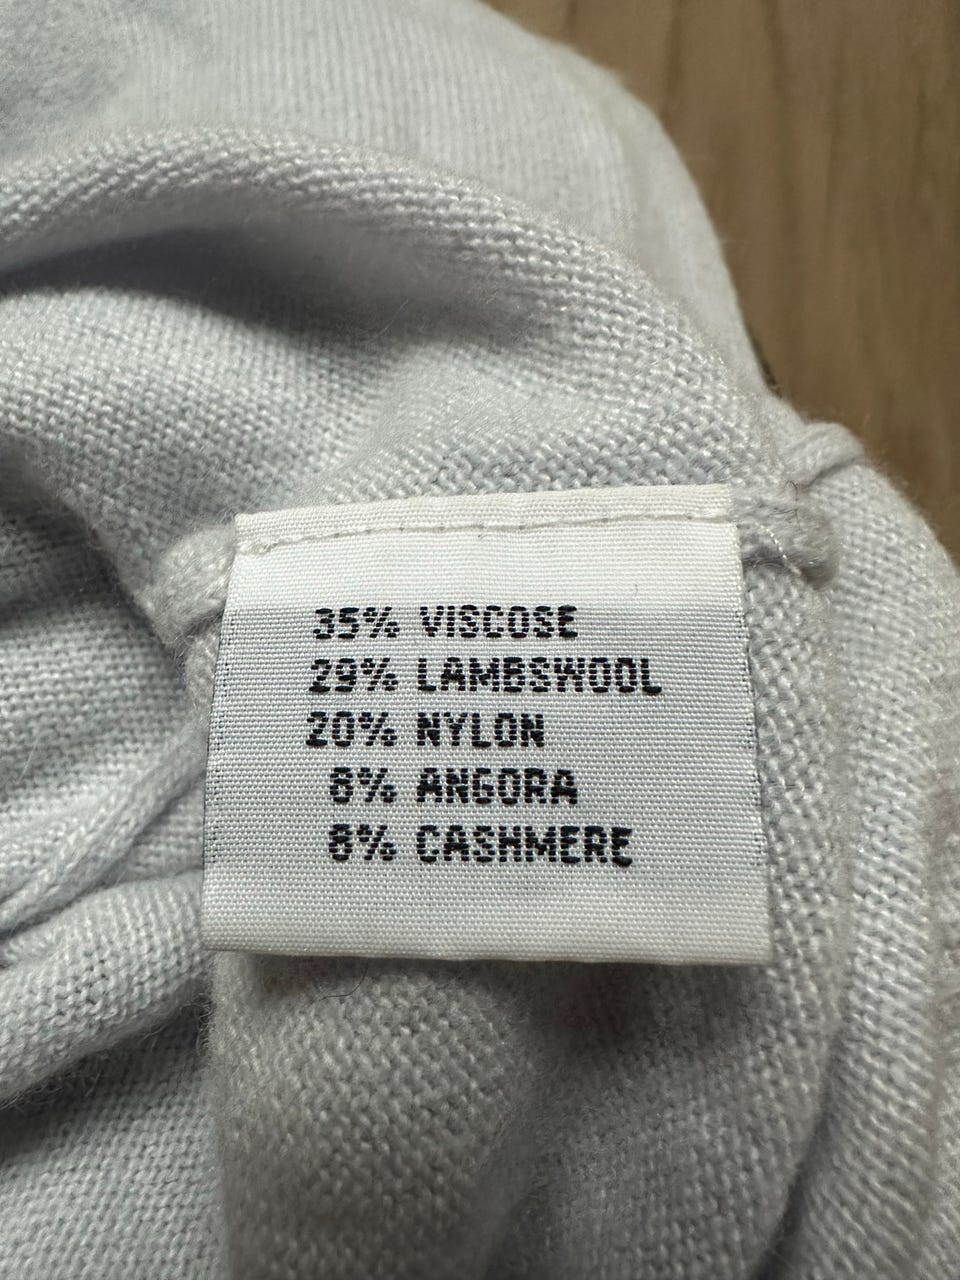 35% VISCOSE
29% LAMBSWOOL
20% NYLON
8% ANGORA
8% CASHMERE